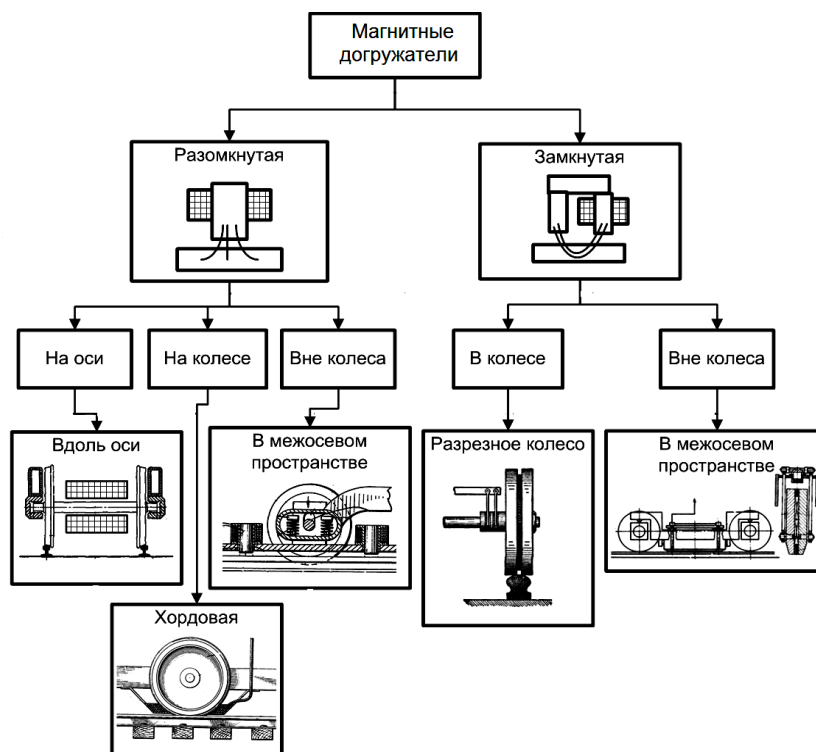 Магнитные
догружатели
Разомкнутая
Замкнутая
На оси
На колесе
Вне колеса
В колесе
Вне колеса
Вдоль оси
В межосевом
пространстве
Разрезное колесо
В межосевом
пространстве
Хордовая